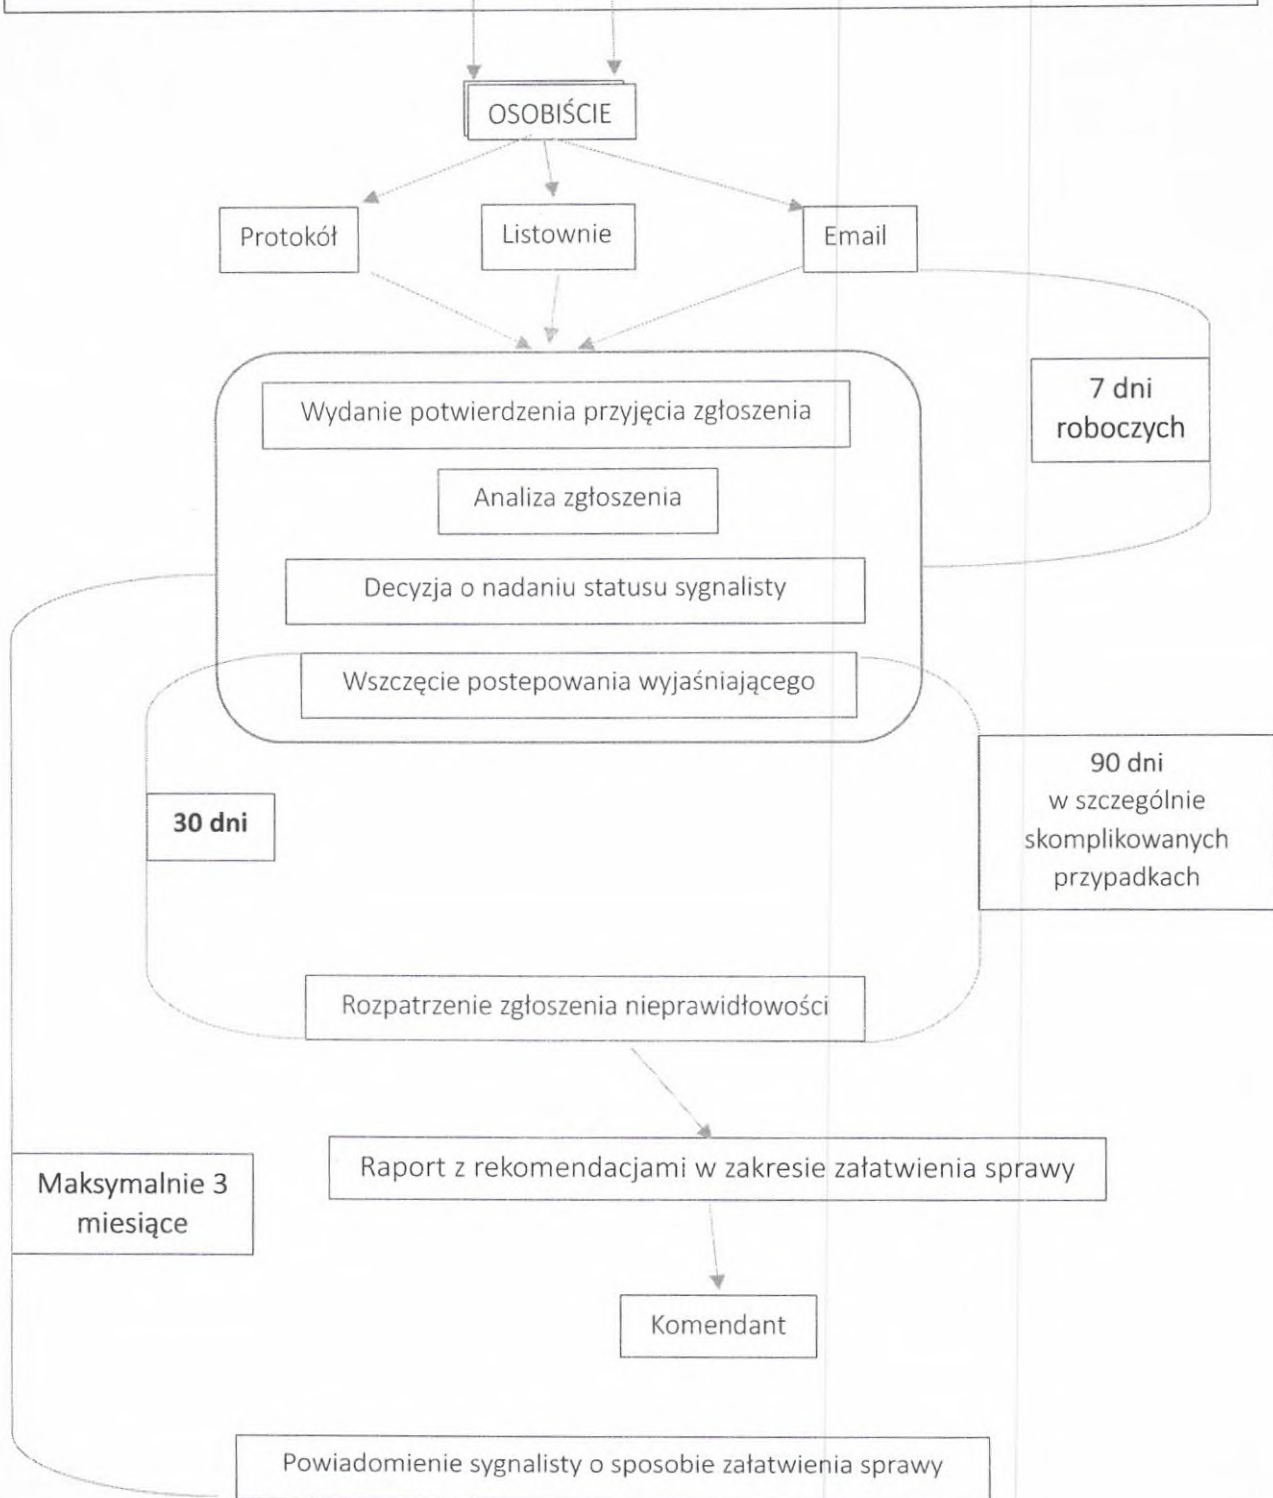 OSOBIŚCIE
Protokół
Listownie
Email
Wydanie potwierdzenia przyjęcia zgłoszenia
7 dni
roboczych
Analiza zgłoszenia
Decyzja o nadaniu statusu sygnalisty
Wszczęcie postepowania wyjaśniającego
30 dni
90 dni
w szczególnie
skomplikowanych
przypadkach
Rozpatrzenie zgłoszenia nieprawidłowości
Raport z rekomendacjami w zakresie załatwienia sprawy
Maksymalnie 3
miesiące
Komendant
Powiadomienie sygnalisty o sposobie załatwienia sprawy